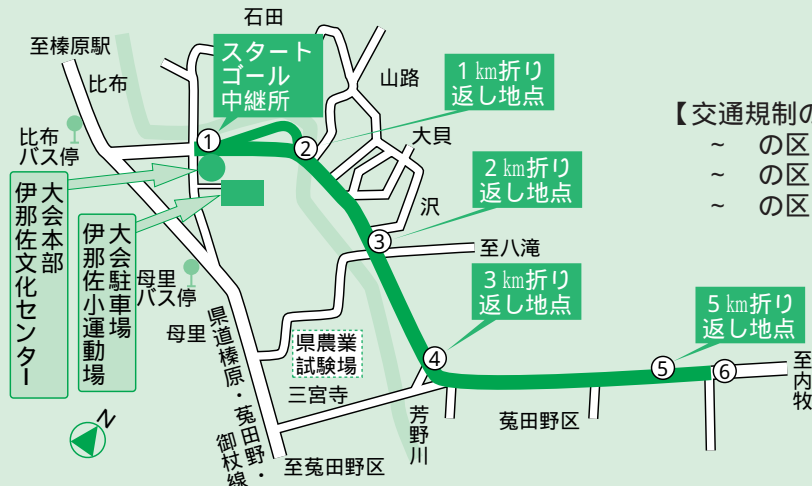 石田
至榛原駅
比布
スタート
ゴール
中継所
山路
1㎞折り
返し地点
【交通規制の
~　の区
~　の区
~　の区
比布
バス停
①
②
大貝
2㎞折り
返し地点
沢
大会本部
伊那佐文化センター
大会駐車場
伊那佐小運動場
③
至八滝
母里
バス停
母里
3㎞折り
返し地点
5㎞折り
返し地点
県農業
試験場
県道榛原・菟田野・
御杖線
④
⑤
⑥
至内牧
三宮寺
芳野川
菟田野区
N
至菟田野区